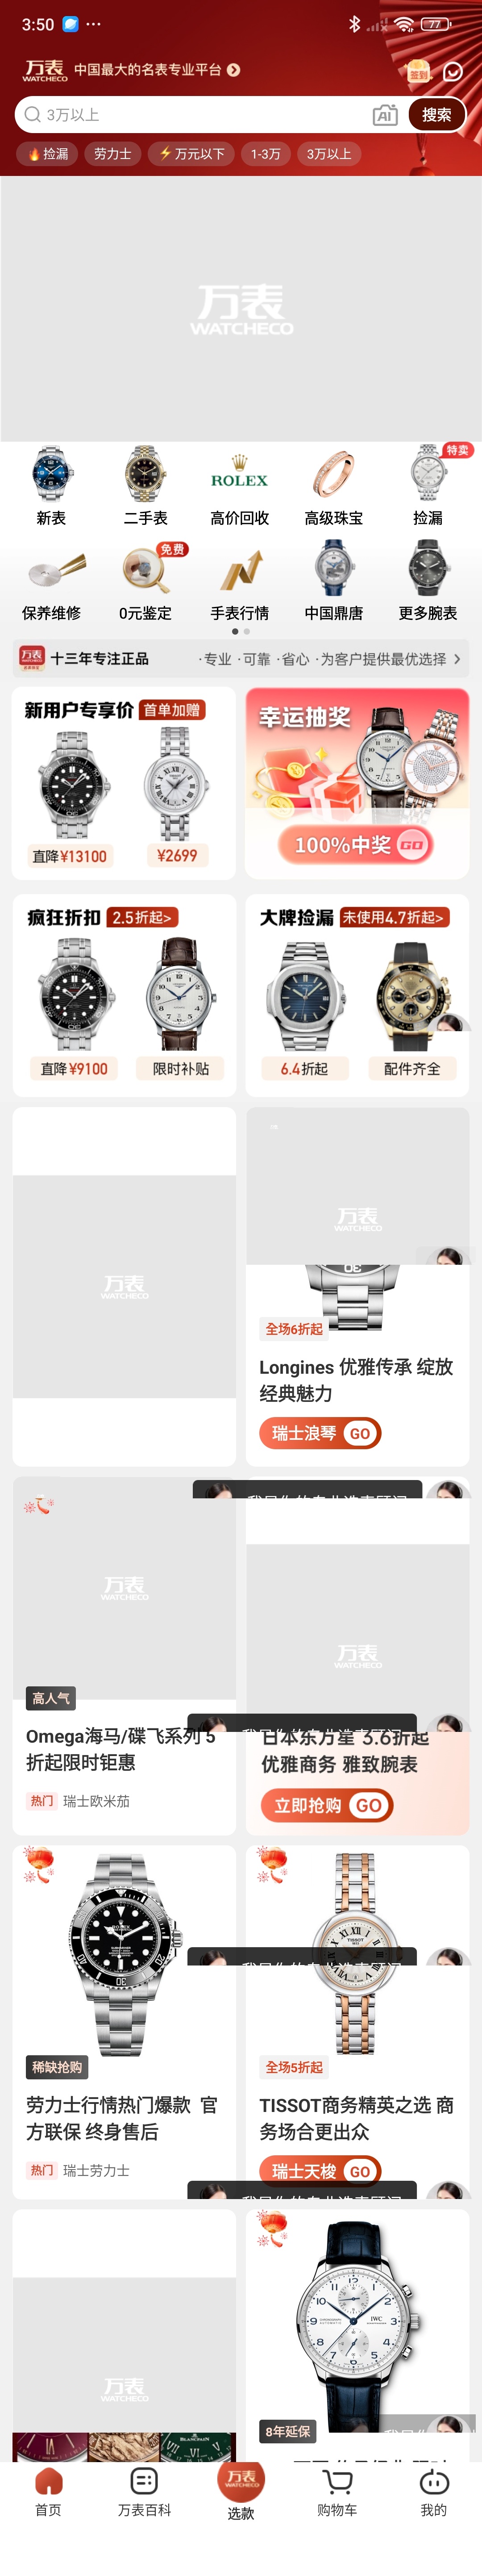 3:50
77
万表
WATCHECO
中国最大的名表专业平台
签到
3万以上
AI
搜索
捡漏
劳力士
万元以下
1-3万
3万以上
万表
WATCHECO
特卖
ROLEX
新表
二手表
高价回收
高级珠宝
捡漏
免费
保养维修
0元鉴定
手表行情
中国鼎唐
更多腕表
万表
十三年专注正品
·专业 ·可靠 ·省心 ·为客户提供最优选择
新用户专享价
首单加赠
直降¥13100
¥2699
幸运抽奖
100%中奖
GO
疯狂折扣
2.5折起>
直降¥9100
限时补贴
大牌捡漏
未使用4.7折起>
6.4折起
配件齐全
万表
WATCHECO
万表
WATCHECO
全场6折起
Longines 优雅传承 绽放
经典魅力
瑞士浪琴 GO
万表
WATCHECO
高人气
Omega海马/碟飞系列 5
折起限时钜惠
热门 瑞士欧米茄
万表
WATCHECO
日本东方星 3.6折起
优雅商务 雅致腕表
立即抢购 GO
稀缺抢购
劳力士行情热门爆款 官
方联保 终身售后
热门 瑞士劳力士
TISSOT
全场5折起
TISSOT商务精英之选 商
务场合更出众
瑞士天梭 GO
万表
WATCHECO
BLANCPAIN
IWC
8年延保
首页
万表百科
万表
WATCHECO
选款
购物车
我的